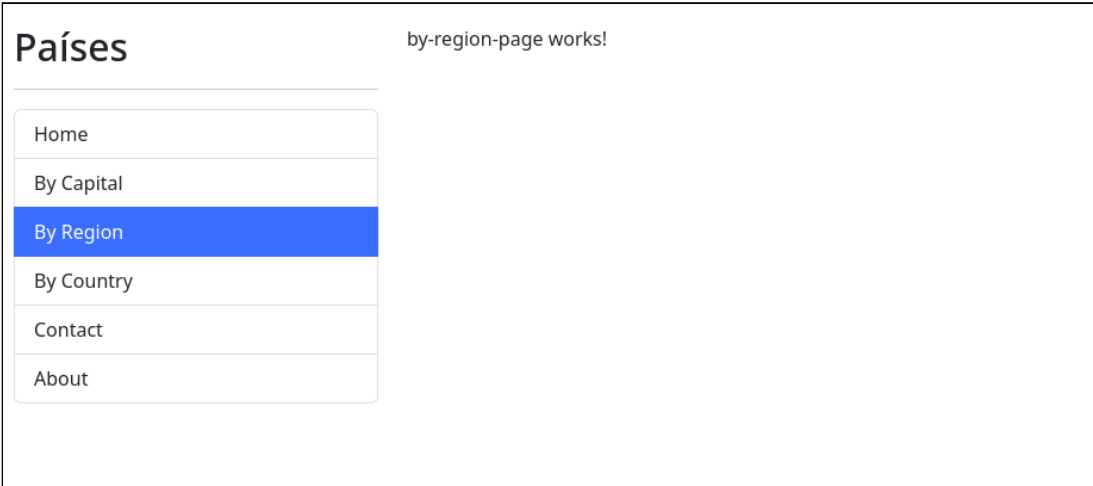 Países
Home
By Capital
By Region
By Country
Contact
About
by-region-page works!